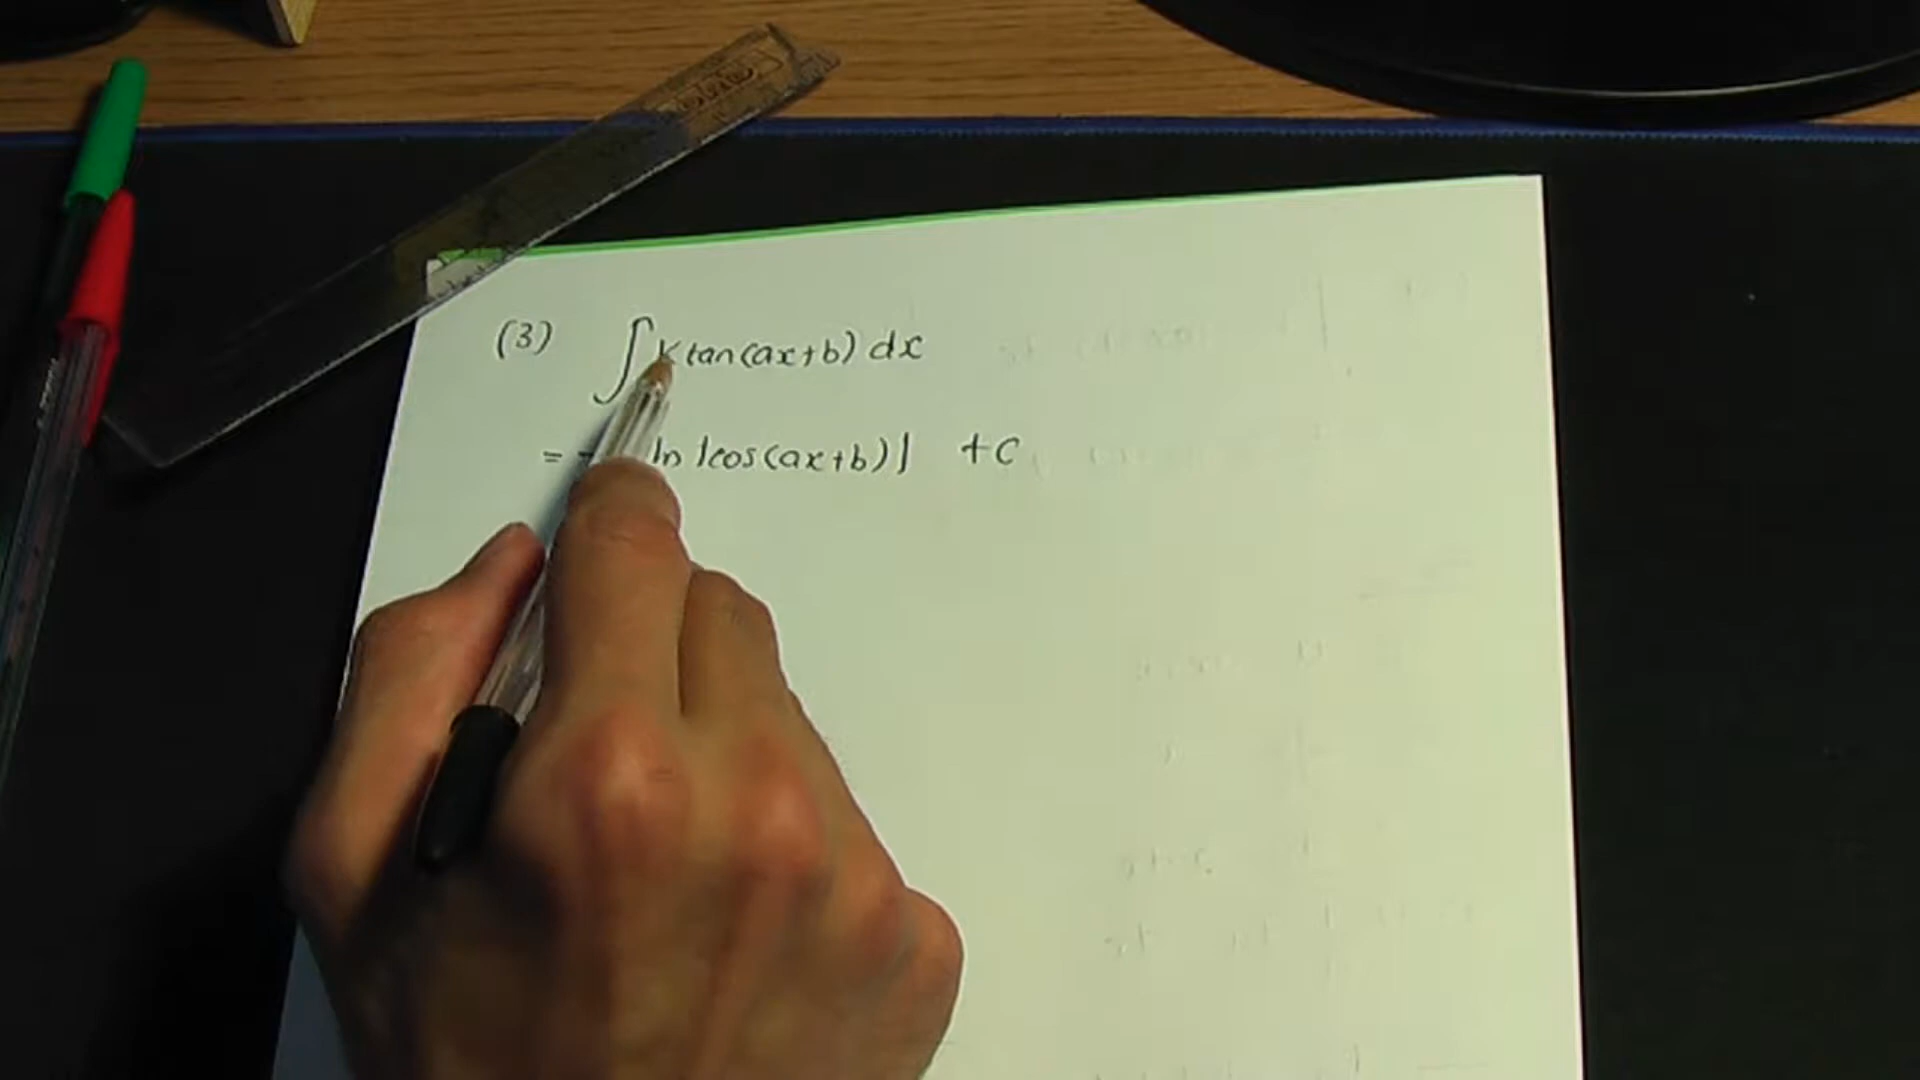 (3) ∫ K tan(ax+b) dx
= - ln |cos(ax+b)| + c